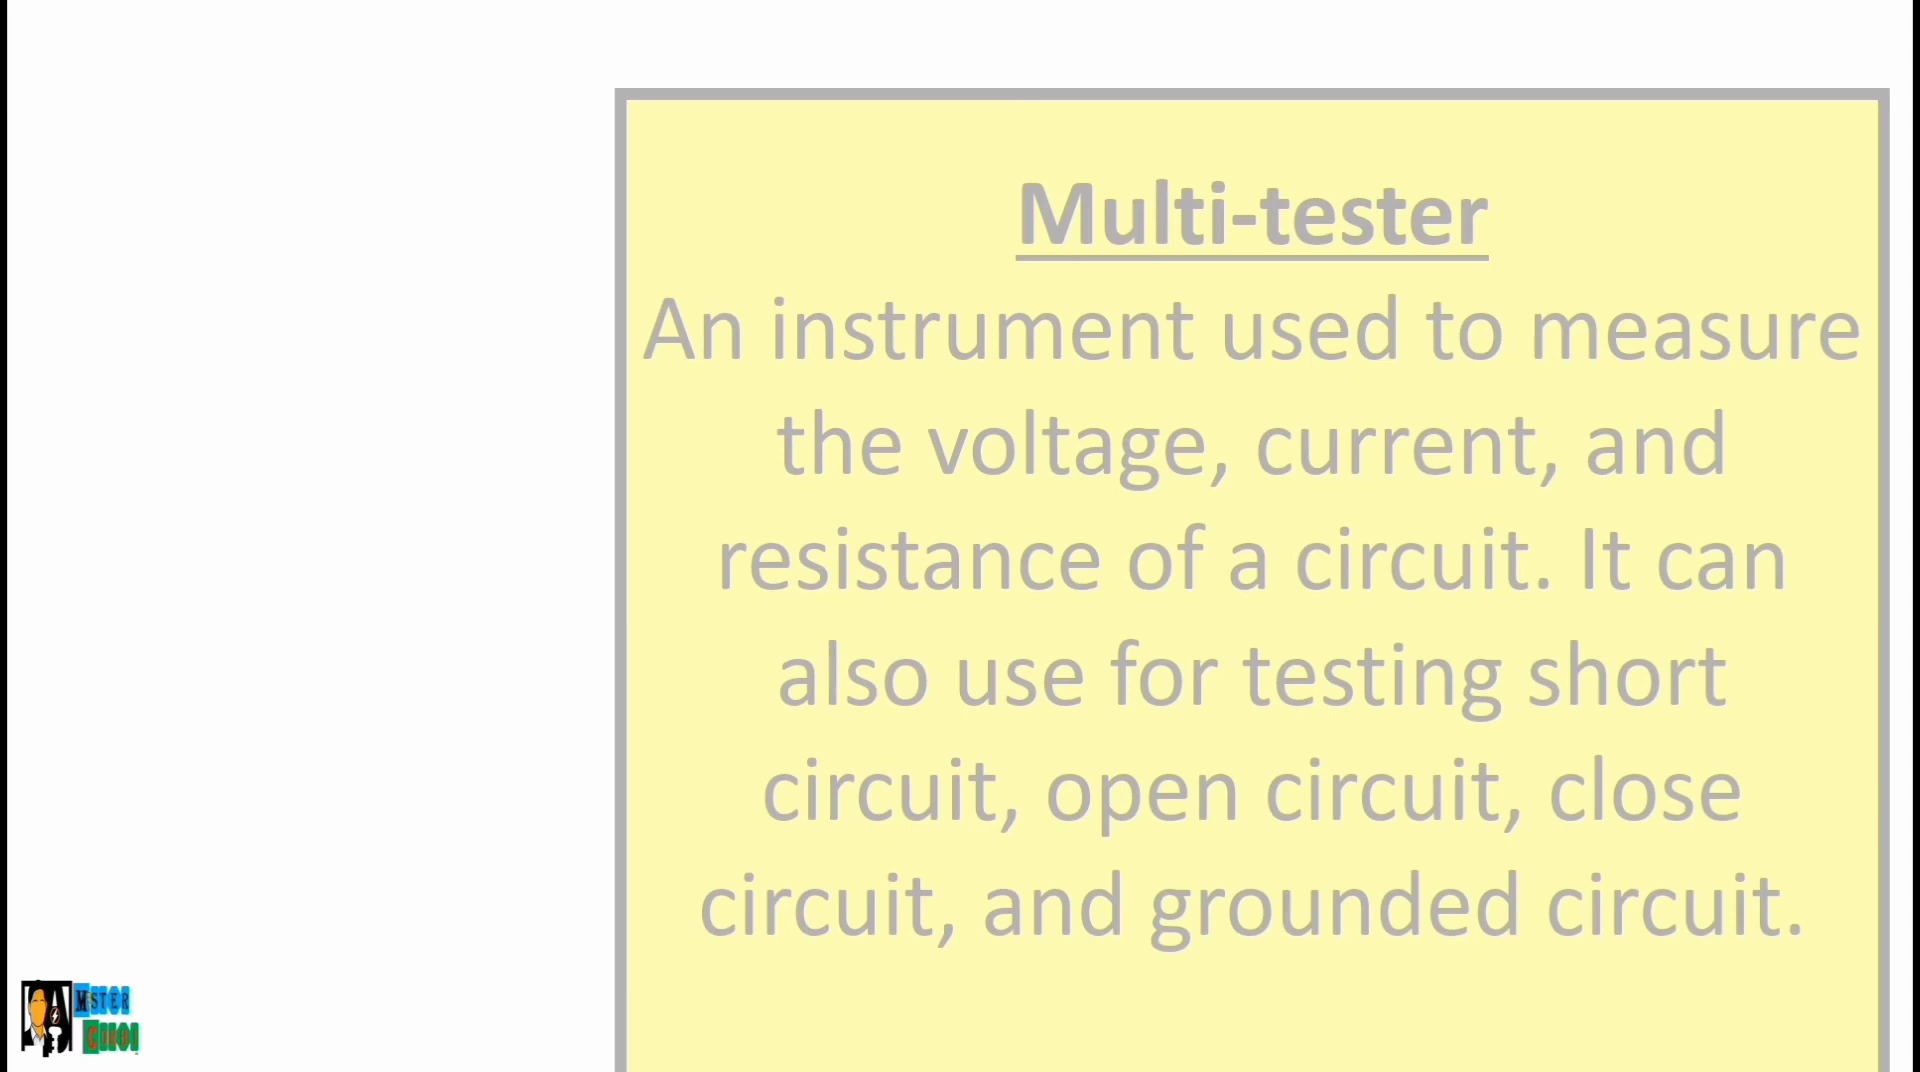 Multi-tester
An instrument used to measure
the voltage, current, and
resistance of a circuit. It can
also use for testing short
circuit, open circuit, close
circuit, and grounded circuit.
MISTER